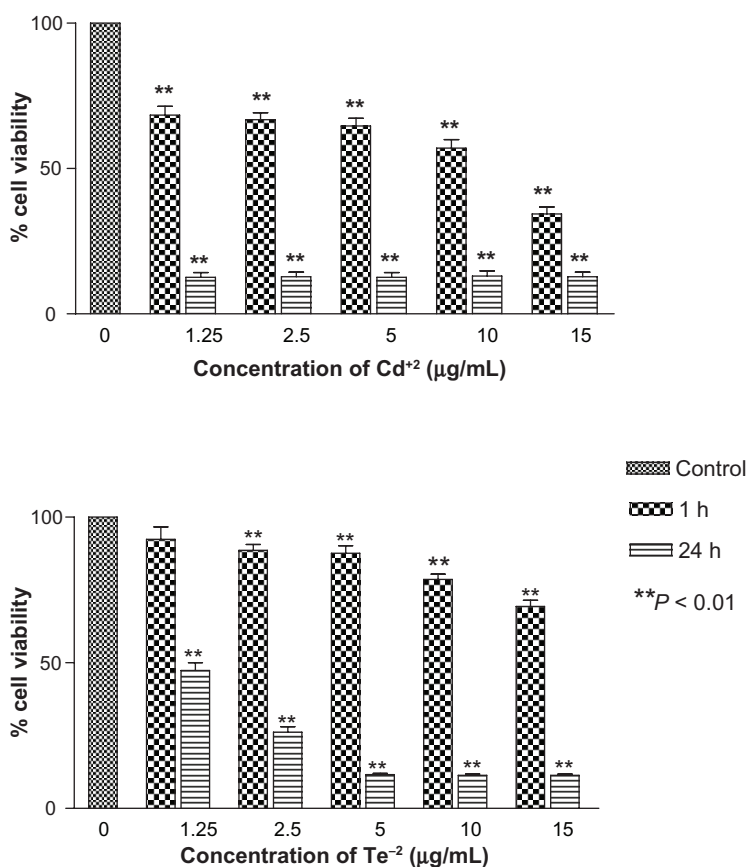 100
50
0
% cell viability
**
**
**
**
**
**
**
**
**
**
0 1.25 2.5 5 10 15
Concentration of Cd⁺² (µg/mL)
100
50
0
% cell viability
**
**
**
**
**
**
**
**
**
0 1.25 2.5 5 10 15
Concentration of Te⁻² (µg/mL)
Control
1 h
24 h
**P < 0.01